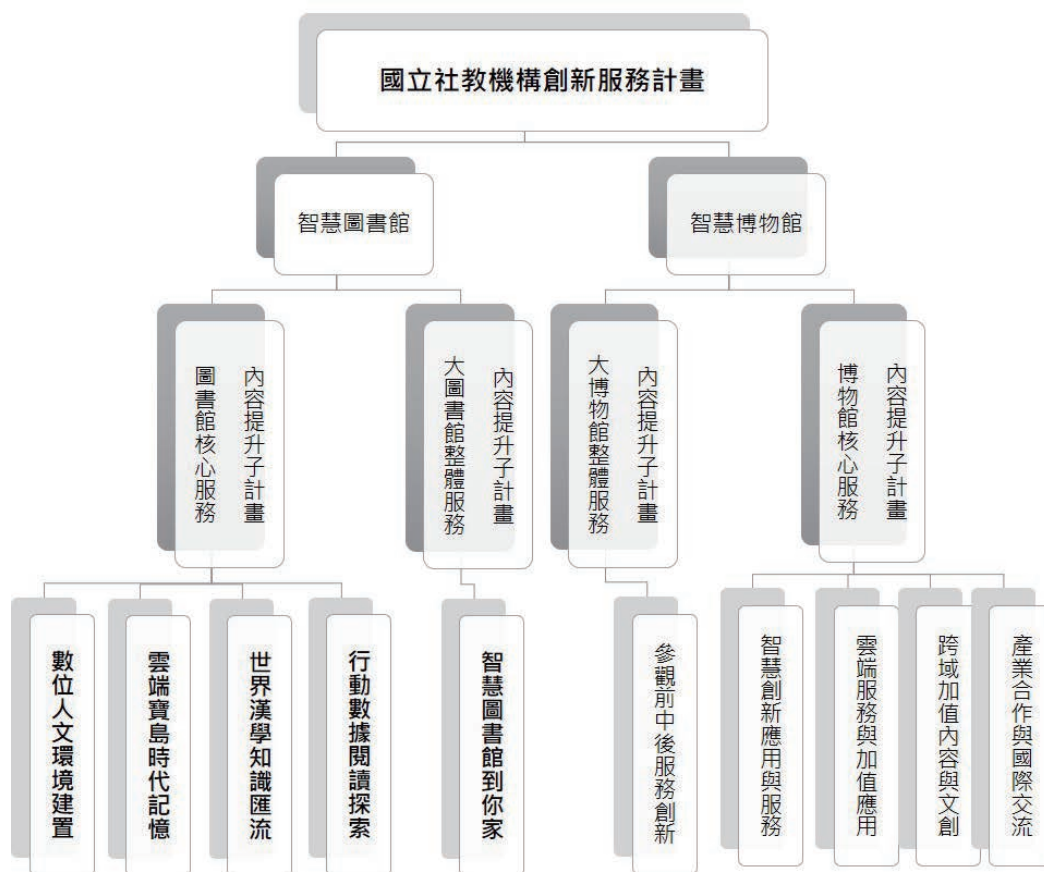 國立社教機構創新服務計畫
智慧圖書館
智慧博物館
圖書館核心服務
內容提升子計畫
大圖書館整體服務
內容提升子計畫
大博物館整體服務
內容提升子計畫
博物館核心服務
內容提升子計畫
數位人文環境建置
雲端寶島時代記憶
世界漢學知識匯流
行動數據閱讀探索
智慧圖書館到你家
參觀前中後服務創新
智慧創新應用與服務
雲端服務與加值應用
跨域加值內容與文創
產業合作與國際交流